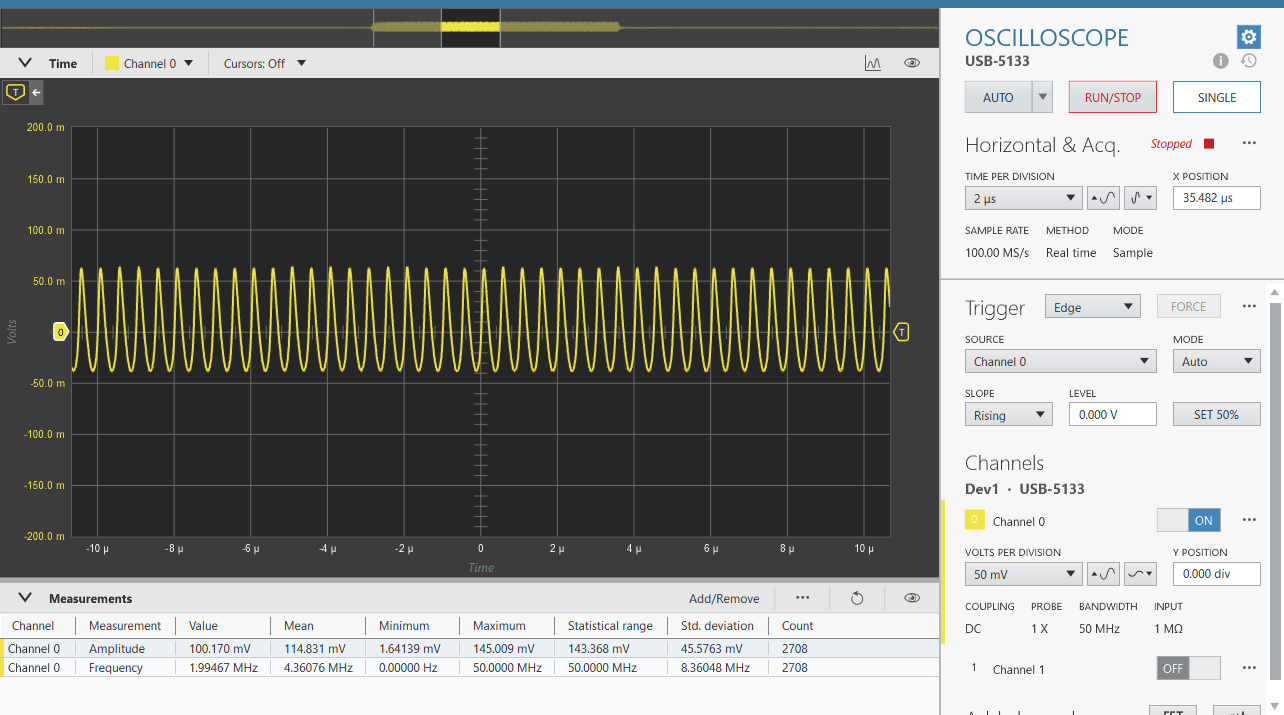 Time
Channel 0
Cursors: Off
T
200.0 m
150.0 m
100.0 m
50.0 m
0
T
-50.0 m
-100.0 m
-150.0 m
-200.0 m
Volts
-10 µ -8 µ -6 µ -4 µ -2 µ 0 2 µ 4 µ 6 µ 8 µ 10 µ
Time
Measurements
Add/Remove
Channel Measurement Value Mean Minimum Maximum Statistical range Std. deviation Count
Channel 0 Amplitude 100.170 mV 114.831 mV 1.64139 mV 145.009 mV 143.368 mV 45.5763 mV 2708
Channel 0 Frequency 1.99467 MHz 4.36076 MHz 0.00000 Hz 50.0000 MHz 50.0000 MHz 8.36048 MHz 2708
OSCILLOSCOPE
USB-5133
AUTO RUN/STOP SINGLE
Horizontal & Acq. Stopped
TIME PER DIVISION X POSITION
2 µs 35.482 µs
SAMPLE RATE METHOD MODE
100.00 MS/s Real time Sample
Trigger Edge FORCE
SOURCE MODE
Channel 0 Auto
SLOPE LEVEL
Rising 0.000 V SET 50%
Channels
Dev1 · USB-5133
0 Channel 0 ON
VOLTS PER DIVISION Y POSITION
50 mV 0.000 div
COUPLING PROBE BANDWIDTH INPUT
DC 1 X 50 MHz 1 MΩ
1 Channel 1 OFF